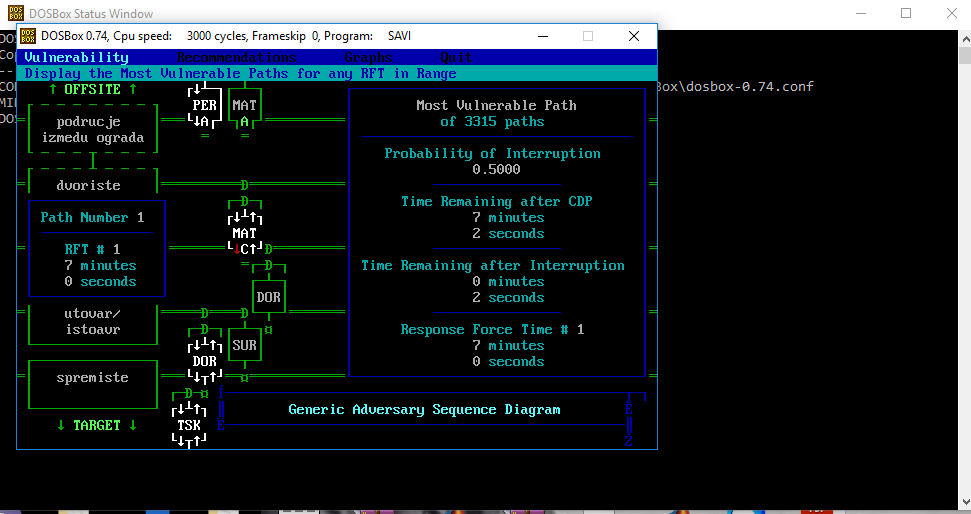 DOSBox Status Window
DOSBox 0.74, Cpu speed: 3000 cycles, Frameskip 0, Program: SAVI
Vulnerability Recommendations Graphs Quit
Display the Most Vulnerable Paths for any RFT in Range
Box\dosbox-0.74.conf
↑ OFFSITE ↑
PER MAT
A A
podrucje
izmedu ograda
dvoriste
D
D
MAT
C D
D
DOR
Path Number 1
RFT # 1
7 minutes
0 seconds
utovar/
istoavr
D D
D
SUR
DOR
T
spremiste
D
TSK
T
↓ TARGET ↓
Most Vulnerable Path
of 3315 paths
Probability of Interruption
0.5000
Time Remaining after CDP
7 minutes
2 seconds
Time Remaining after Interruption
0 minutes
2 seconds
Response Force Time # 1
7 minutes
0 seconds
Generic Adversary Sequence Diagram